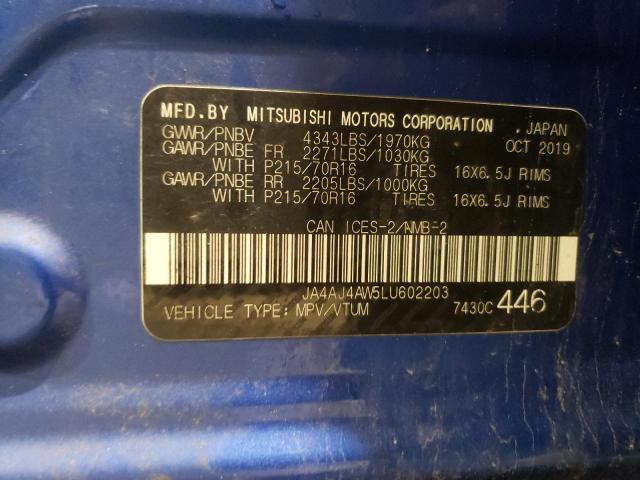 MFD.BY MITSUBISHI MOTORS CORPORATION , JAPAN
GVWR/PNBV 4343LBS/1970KG OCT 2019
GAWR/PNBE FR 2271LBS/1030KG
WITH P215/70R16 TIRES 16X6.5J RIMS
GAWR/PNBE RR 2205LBS/1000KG
WITH P215/70R16 TIRES 16X6.5J RIMS
CAN ICES-2/NMB-2
JA4AJ4AW5LU602203
VEHICLE TYPE: MPV/VTUM 7430C 446